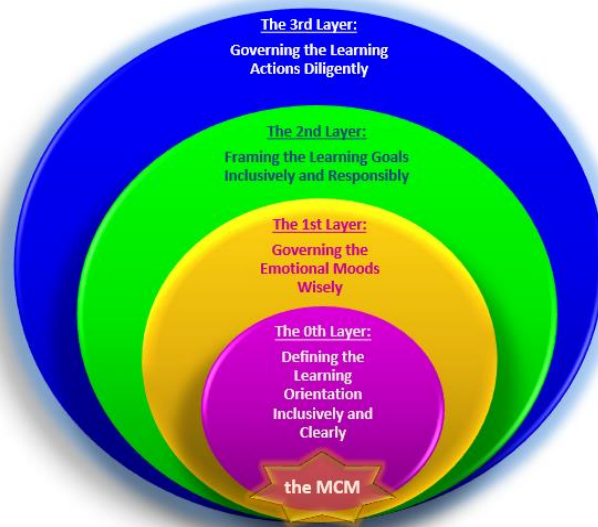 The 3rd Layer:
Governing the Learning
Actions Diligently
The 2nd Layer:
Framing the Learning Goals
Inclusively and Responsibly
The 1st Layer:
Governing the
Emotional Moods
Wisely
The 0th Layer:
Defining the
Learning
Orientation
Inclusively and
Clearly
the MCM